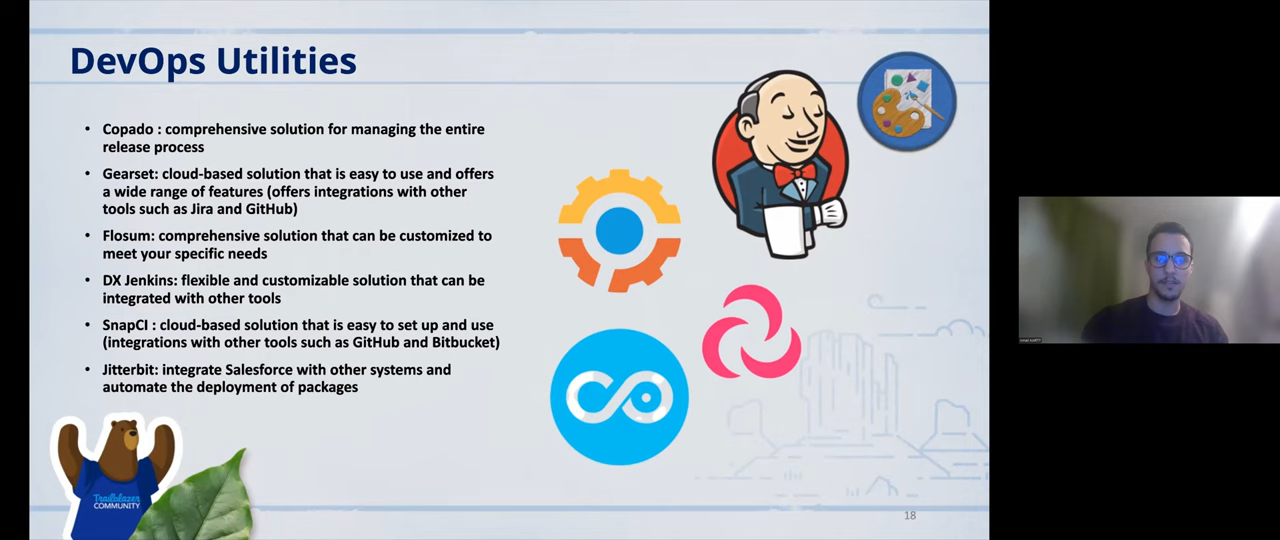 DevOps Utilities
• Copado : comprehensive solution for managing the entire
release process
• Gearset: cloud-based solution that is easy to use and offers
a wide range of features (offers integrations with other
tools such as Jira and GitHub)
• Flosum: comprehensive solution that can be customized to
meet your specific needs
• DX Jenkins: flexible and customizable solution that can be
integrated with other tools
• SnapCI : cloud-based solution that is easy to set up and use
(integrations with other tools such as GitHub and Bitbucket)
• Jitterbit: integrate Salesforce with other systems and
automate the deployment of packages
Trailblazer
COMMUNITY
18